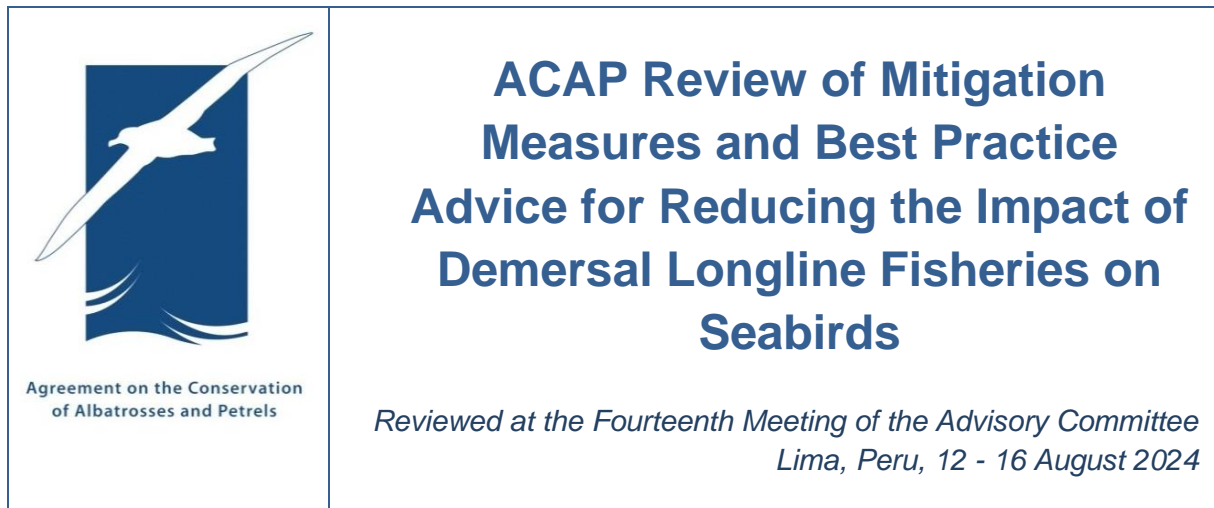 Agreement on the Conservation
of Albatrosses and Petrels
ACAP Review of Mitigation
Measures and Best Practice
Advice for Reducing the Impact of
Demersal Longline Fisheries on
Seabirds
Reviewed at the Fourteenth Meeting of the Advisory Committee
Lima, Peru, 12 - 16 August 2024